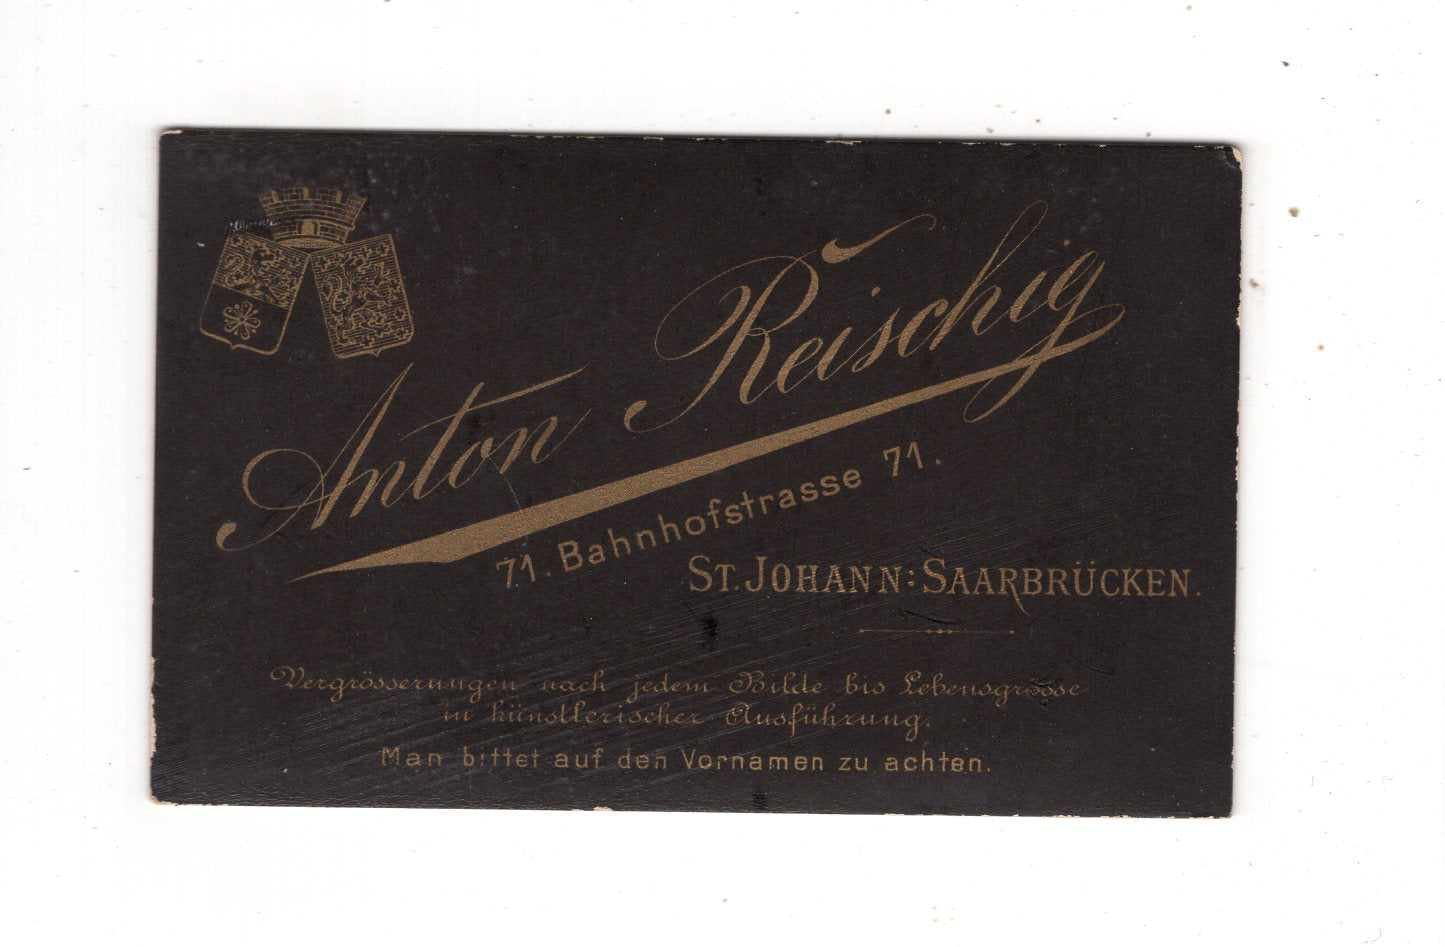 Anton Reischig
71. Bahnhofstrasse 71.
ST. JOHANN: SAARBRÜCKEN.
Vergrösserungen nach jedem Bilde bis Lebensgrösse
in künstlerischer Ausführung.
Man bittet auf den Vornamen zu achten.